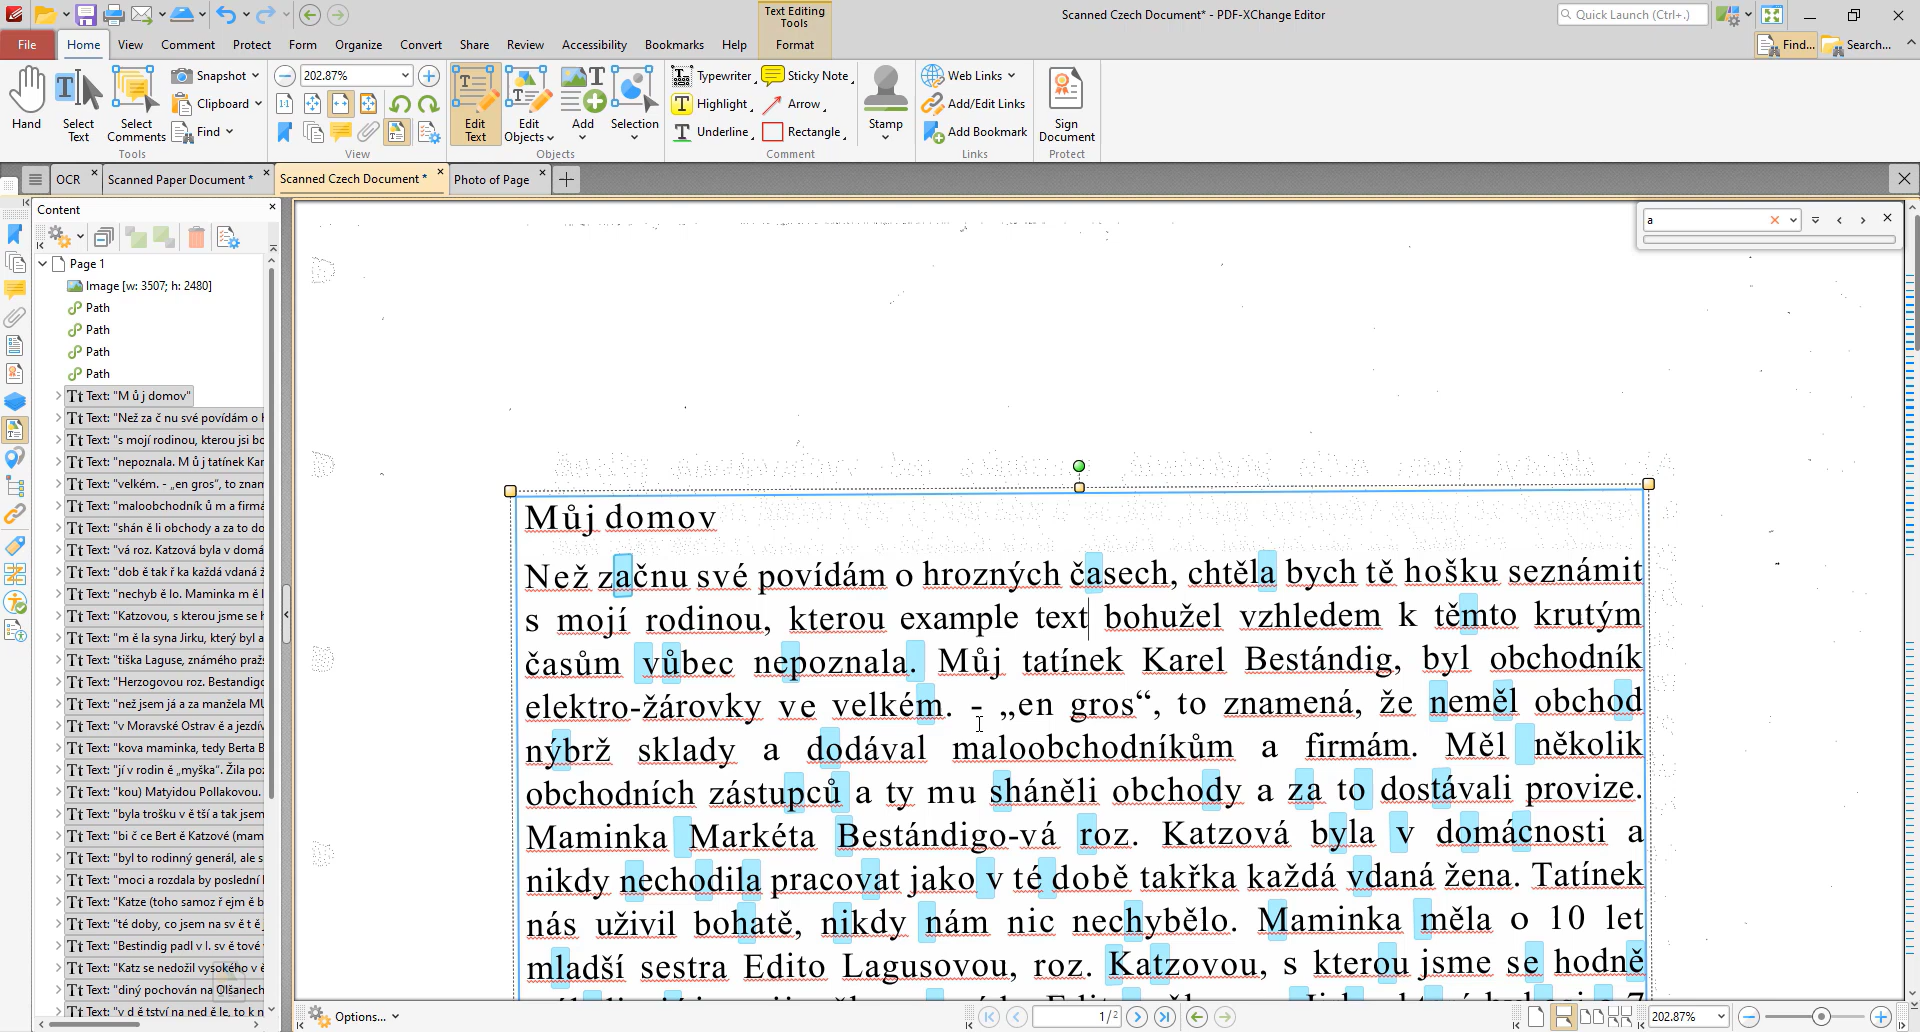 Text Editing
Tools
Scanned Czech Document* - PDF-XChange Editor
Quick Launch (Ctrl+.)
File Home View Comment Protect Form Organize Convert Share Review Accessibility Bookmarks Help Format Find... Search...
Hand
Select
Text
Select
Comments
Snapshot
Clipboard
Find
Tools
202.87%
View
Edit
Text
Edit
Objects
Add
Selection
Objects
Typewriter Sticky Note
Highlight Arrow
Underline Rectangle
Stamp
Comment
Web Links
Add/Edit Links
Add Bookmark
Links
Sign
Document
Protect
OCR Scanned Paper Document * Scanned Czech Document * Photo of Page
Content
a
Page 1
Image [w: 3507; h: 2480]
Path
Path
Path
Path
Text: "M ů j domov"
Text: "Než za č nu své povídám o h
Text: "s mojí rodinou, kterou jsi bo
Text: "nepoznala. M ů j tatínek Kar
Text: "velkém. - „en gros", to znam
Text: "maloobchodník ů m a firmá
Text: "shán ě li obchody a za to do
Text: "vá roz. Katzová byla v domá
Text: "dob ě tak ř ka každá vdaná ž
Text: "nechyb ě lo. Maminka m ě l
Text: "Katzovou, s kterou jsme se h
Text: "m ě la syna Jirku, který byl a
Text: "tiška Laguse, známého pražs
Text: "Herzogovou roz. Bestandigo
Text: "než jsem já a za manžela MU
Text: "v Moravské Ostrav ě a jezdív
Text: "kova maminka, tedy Berta B
Text: "jí v rodin ě „myška“. Žila poz
Text: "kou) Matyidou Pollakovou.
Text: "byla trošku v ě tší a tak jsem
Text: "bi č ce Bert ě Katzové (mam
Text: "byl to rodinný generál, ale s
Text: "moci a rozdala by poslední l
Text: "Katze (toho samoz ř ejm ě b
Text: "té doby, co jsem na sv ě t ě j
Text: "Bestindig padl v I. sv ě tové v
Text: "Katz se nedožil vysokého v ě
Text: "diný pochován na Olšanech
Text: "v d ě tství na ned ě le, to k n
Můj domov
Než začnu své povídám o hrozných časech, chtěla bych tě hošku seznámit
s mojí rodinou, kterou example text bohužel vzhledem k těmto krutým
časům vůbec nepoznala. Můj tatínek Karel Bestándig, byl obchodník
elektro-žárovky ve velkém. - „en gros“, to znamená, že neměl obchod
nýbrž sklady a dodával maloobchodníkům a firmám. Měl několik
obchodních zástupců a ty mu sháněli obchody a za to dostávali provize.
Maminka Markéta Bestándigo-vá roz. Katzová byla v domácnosti a
nikdy nechodila pracovat jako v té době takřka každá vdaná žena. Tatínek
nás uživil bohatě, nikdy nám nic nechybělo. Maminka měla o 10 let
mladší sestra Edito Lagusovou, roz. Katzovou, s kterou jsme se hodně
Options...
1/2
202.87%